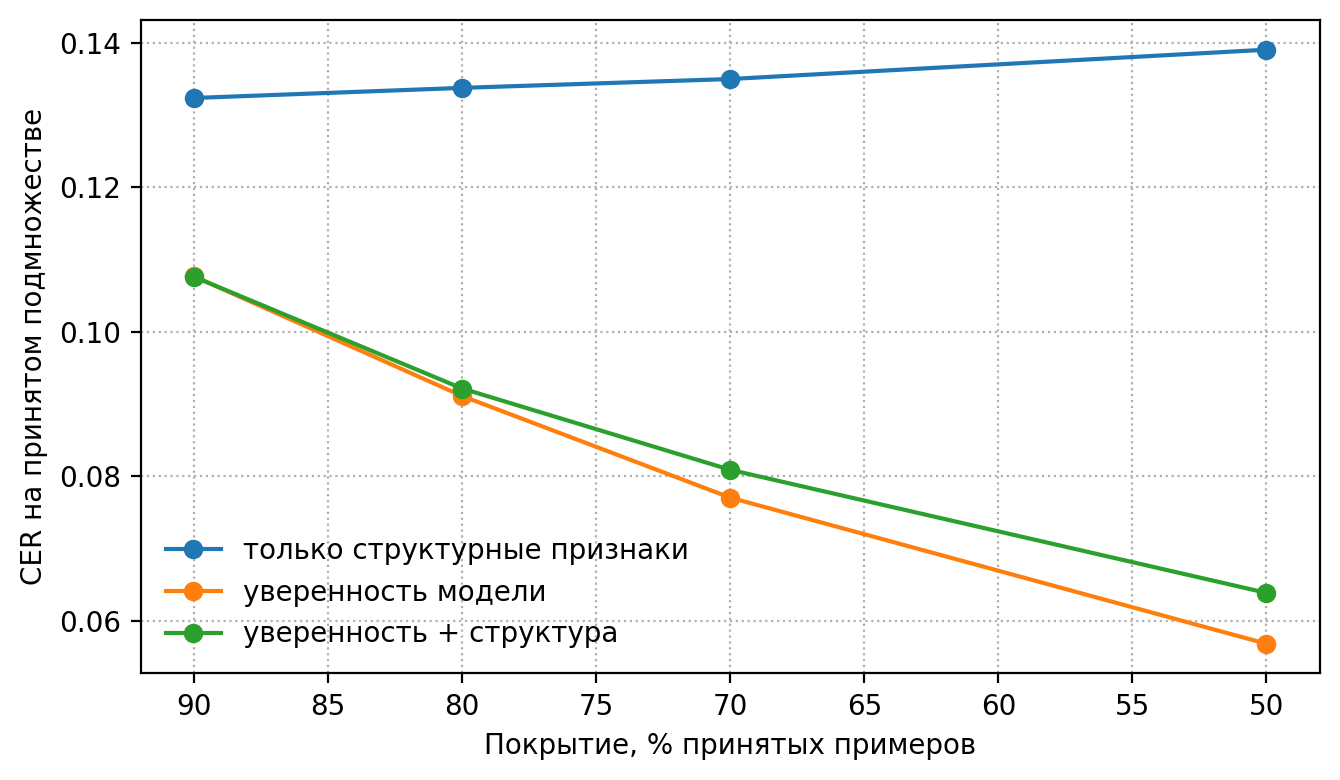 CER на принятом подмножестве
0.14
0.12
0.10
0.08
0.06
только структурные признаки
уверенность модели
уверенность + структура
90 85 80 75 70 65 60 55 50
Покрытие, % принятых примеров